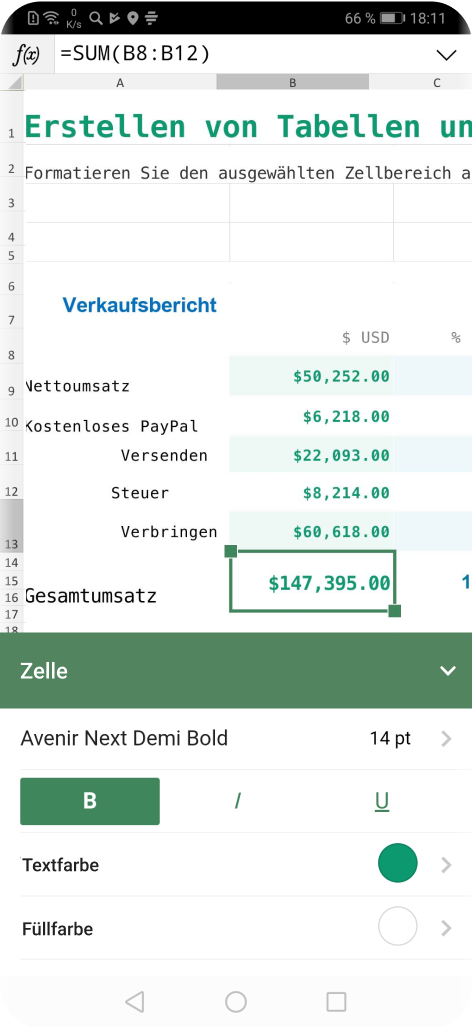 0 K/s 66 % 18:11
f(x) =SUM(B8:B12)
A B C
1 Erstellen von Tabellen un
2 Formatieren Sie den ausgewählten Zellbereich a
3
4
5
6
7 Verkaufsbericht
$ USD %
8
9 Nettoumsatz $50,252.00
10 Kostenloses PayPal $6,218.00
11 Versenden $22,093.00
12 Steuer $8,214.00
13 Verbringen $60,618.00
14
15 $147,395.00 1
16 Gesamtumsatz
17
18
Zelle
Avenir Next Demi Bold 14 pt
B I U
Textfarbe
Füllfarbe